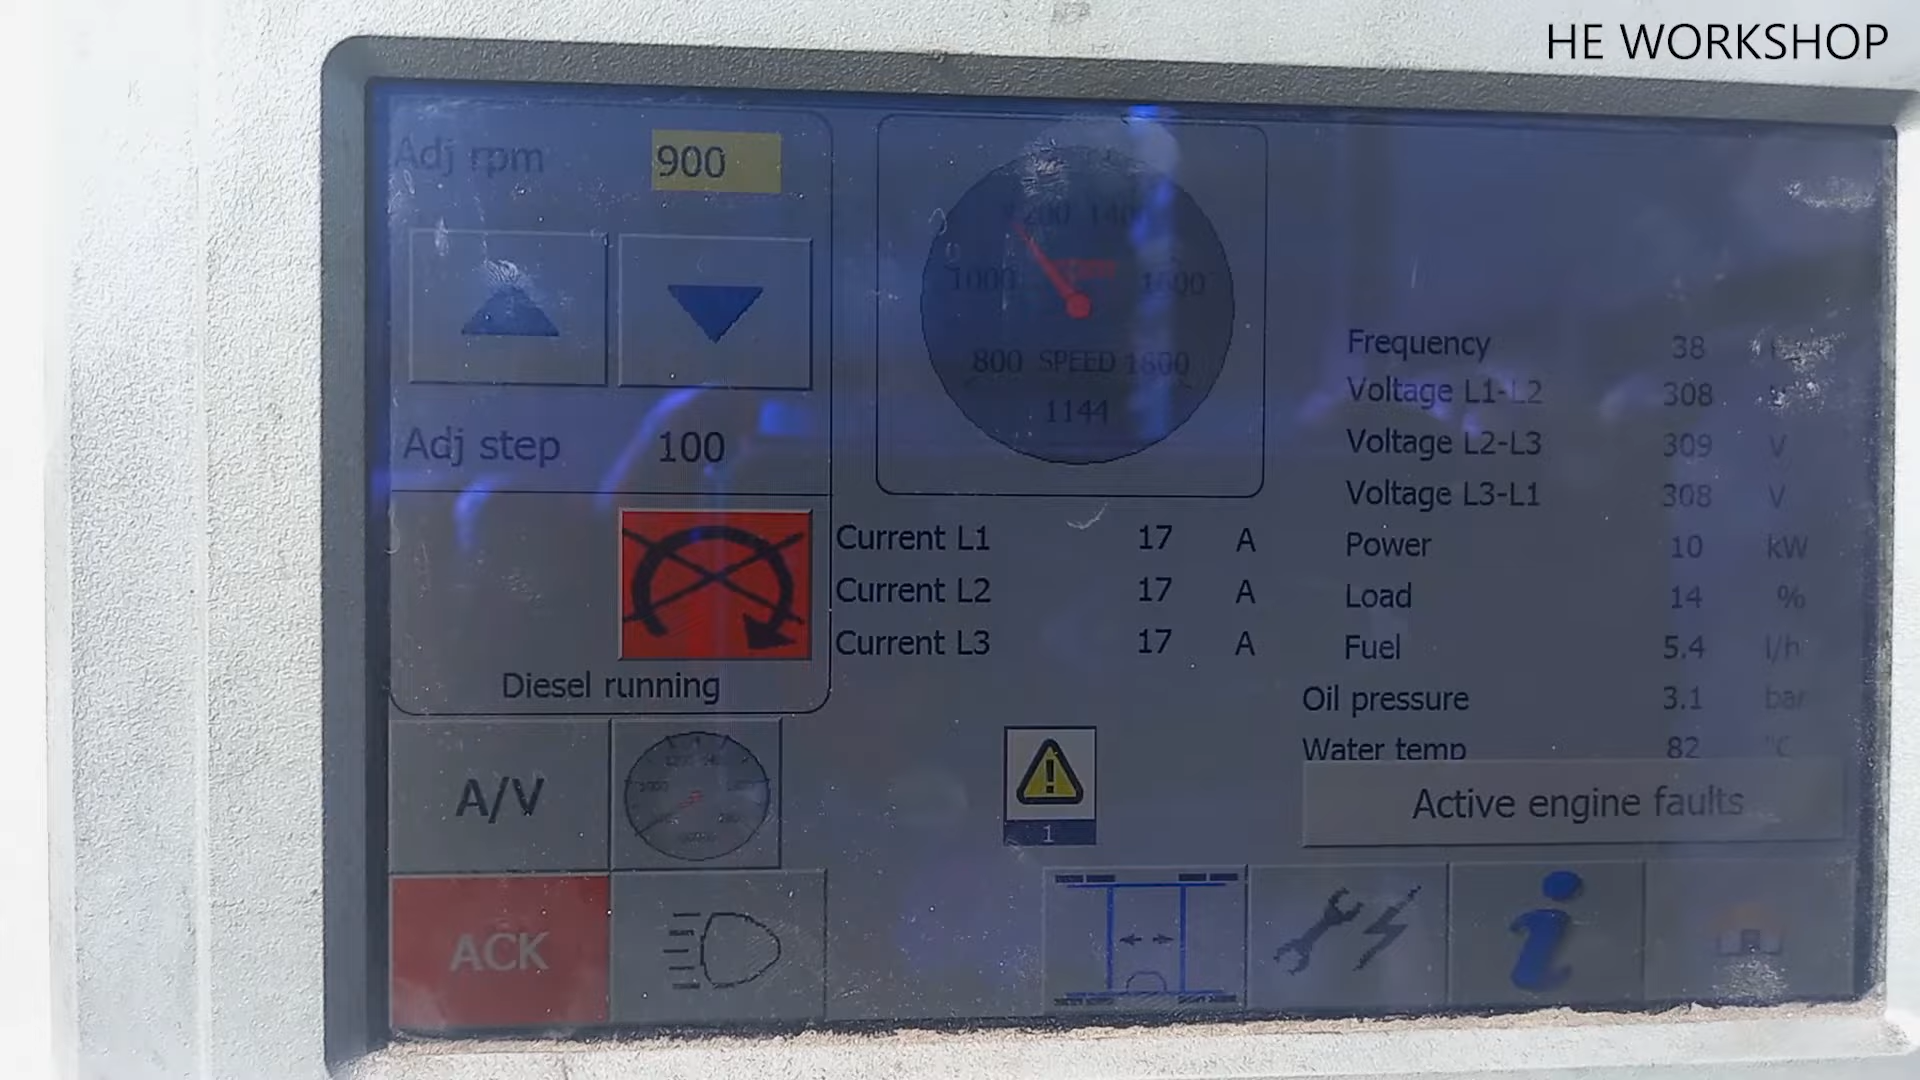 HE WORKSHOP
Adj rpm 900
Adj step 100
Diesel running
1200 1400
1000 1600
800 SPEED 1800
1144
Current L1 17 A
Current L2 17 A
Current L3 17 A
Frequency 38
Voltage L1-L2 308
Voltage L2-L3 309 V
Voltage L3-L1 308 V
Power 10 kW
Load 14 %
Fuel 5.4 l/h
Oil pressure 3.1 bar
Water temp 82 °C
A/V
1
Active engine faults
ACK